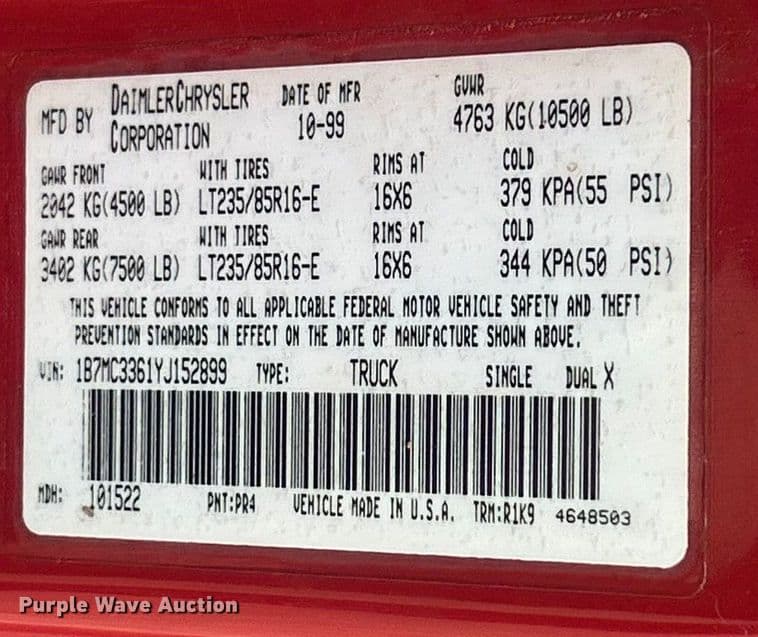 MFD BY DAIMLERCHRYSLER CORPORATION DATE OF MFR 10-99 GVWR 4763 KG(10500 LB)
GAWR FRONT WITH TIRES RIMS AT COLD
2042 KG(4500 LB) LT235/85R16-E 16X6 379 KPA(55 PSI)
GAWR REAR WITH TIRES RIMS AT COLD
3402 KG(7500 LB) LT235/85R16-E 16X6 344 KPA(50 PSI)
THIS VEHICLE CONFORMS TO ALL APPLICABLE FEDERAL MOTOR VEHICLE SAFETY AND THEFT
PREVENTION STANDARDS IN EFFECT ON THE DATE OF MANUFACTURE SHOWN ABOVE.
VIN: 1B7MC3361YJ152899 TYPE: TRUCK SINGLE DUAL X
MDH: 101522 PNT:PR4 VEHICLE MADE IN U.S.A. TRM:R1K9 4648503
Purple Wave Auction